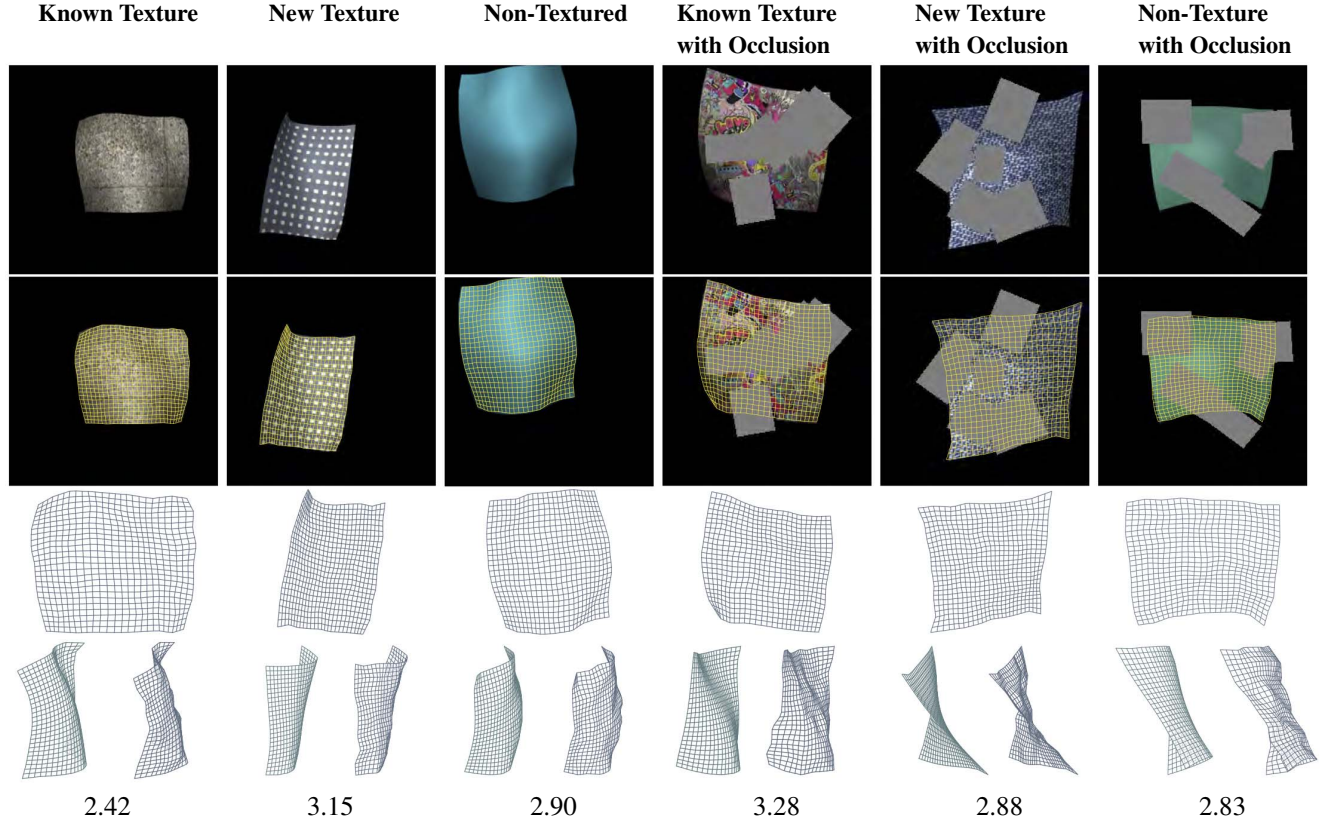 Known Texture New Texture Non-Textured Known Texture New Texture Non-Texture
with Occlusion with Occlusion with Occlusion
2.42 3.15 2.90 3.28 2.88 2.83